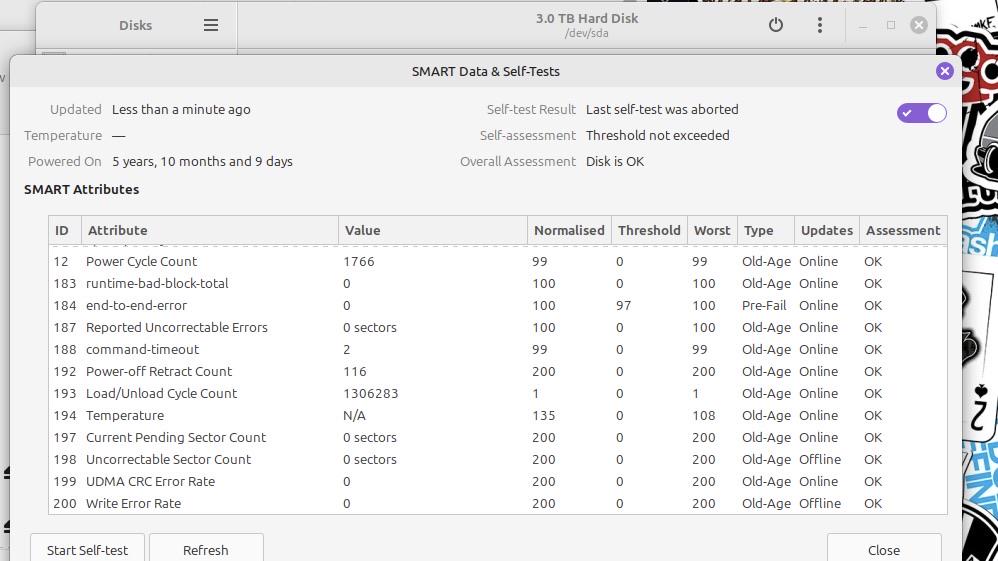 Disks
3.0 TB Hard Disk
/dev/sda
SMART Data & Self-Tests
Updated Less than a minute ago
Self-test Result Last self-test was aborted
Temperature —
Self-assessment Threshold not exceeded
Powered On 5 years, 10 months and 9 days
Overall Assessment Disk is OK
SMART Attributes
ID Attribute Value Normalised Threshold Worst Type Updates Assessment
12 Power Cycle Count 1766 99 0 99 Old-Age Online OK
183 runtime-bad-block-total 0 100 0 100 Old-Age Online OK
184 end-to-end-error 0 100 97 100 Pre-Fail Online OK
187 Reported Uncorrectable Errors 0 sectors 100 0 100 Old-Age Online OK
188 command-timeout 2 99 0 99 Old-Age Online OK
192 Power-off Retract Count 116 200 0 200 Old-Age Online OK
193 Load/Unload Cycle Count 1306283 1 0 1 Old-Age Online OK
194 Temperature N/A 135 0 108 Old-Age Online OK
197 Current Pending Sector Count 0 sectors 200 0 200 Old-Age Online OK
198 Uncorrectable Sector Count 0 sectors 200 0 200 Old-Age Offline OK
199 UDMA CRC Error Rate 0 200 0 200 Old-Age Online OK
200 Write Error Rate 0 200 0 200 Old-Age Offline OK
Start Self-test Refresh Close